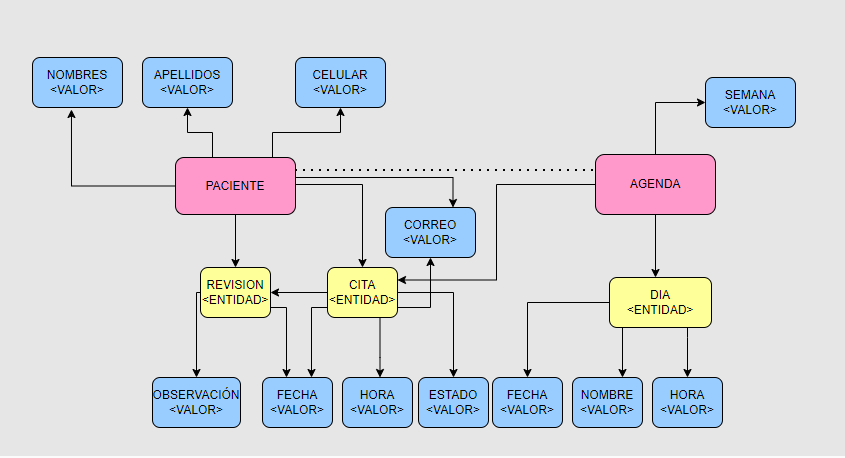 NOMBRES
<VALOR>
APELLIDOS
<VALOR>
CELULAR
<VALOR>
SEMANA
<VALOR>
PACIENTE
AGENDA
CORREO
<VALOR>
REVISION
<ENTIDAD>
CITA
<ENTIDAD>
DIA
<ENTIDAD>
OBSERVACIÓN
<VALOR>
FECHA
<VALOR>
HORA
<VALOR>
ESTADO
<VALOR>
FECHA
<VALOR>
NOMBRE
<VALOR>
HORA
<VALOR>